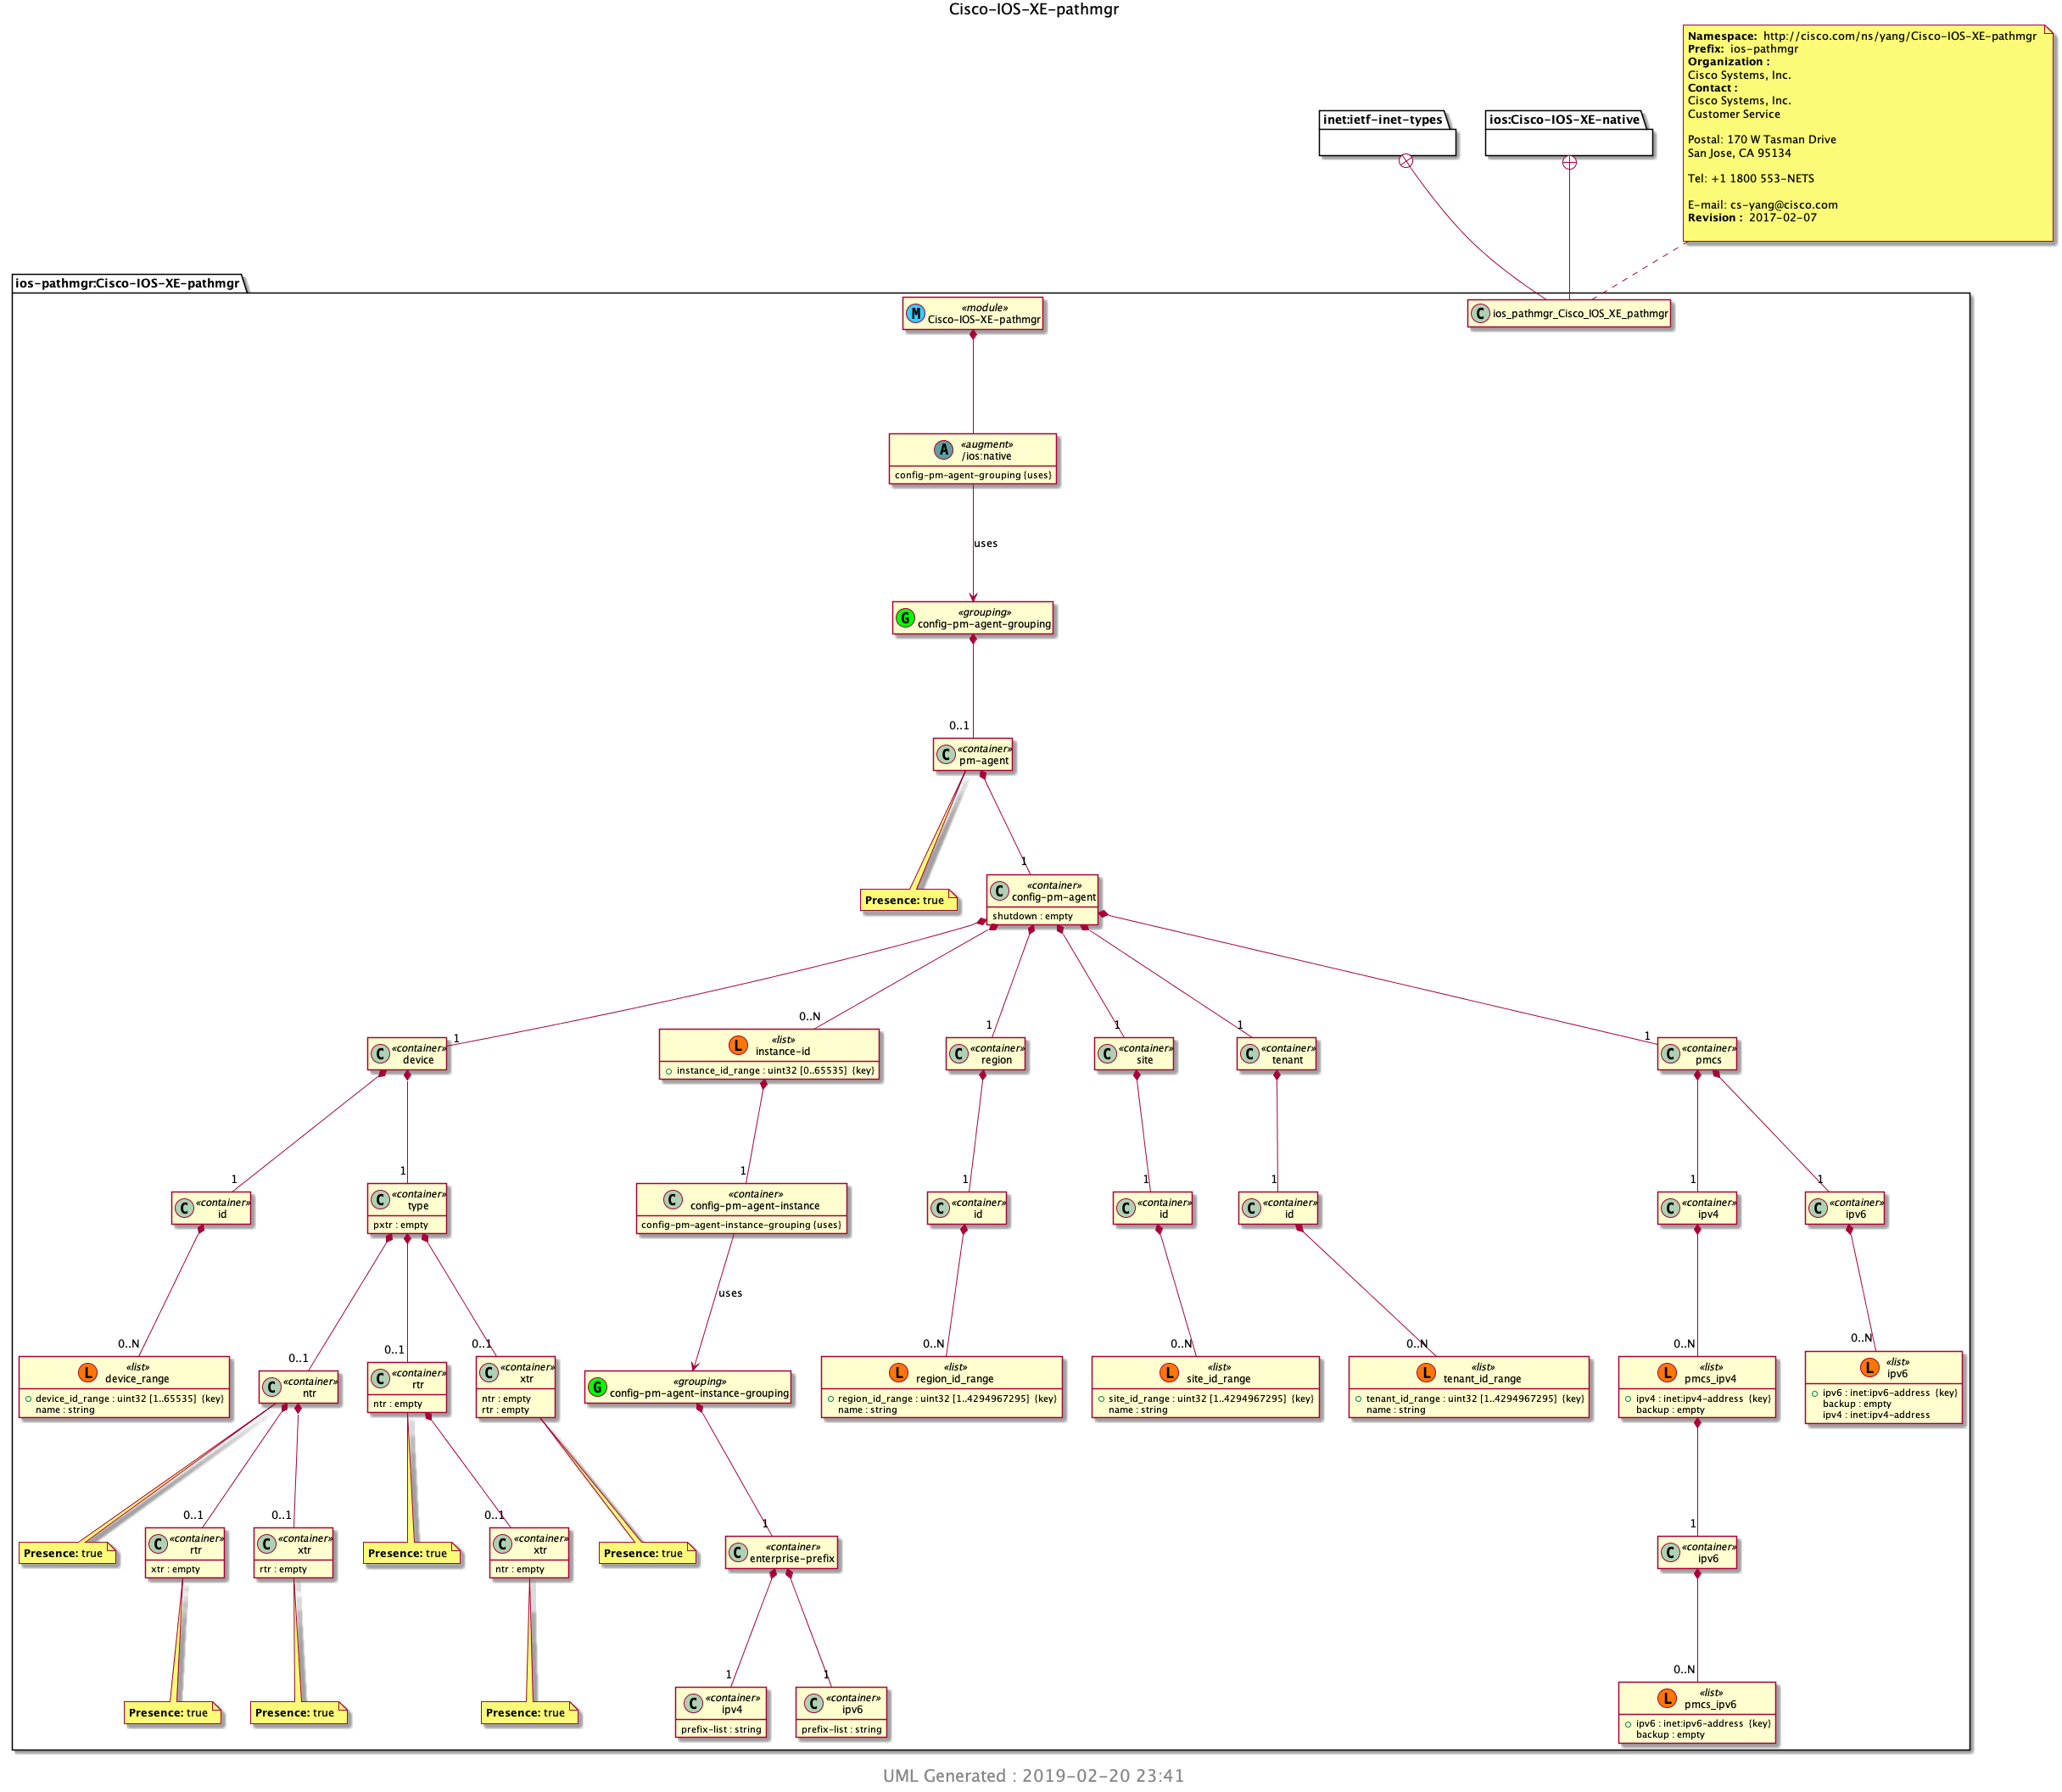 Cisco-IOS-XE-pathmgr
Namespace: http://cisco.com/ns/yang/Cisco-IOS-XE-pathmgr
Prefix: ios-pathmgr
Organization :
Cisco Systems, Inc.
Contact :
Cisco Systems, Inc.
Customer Service
Postal: 170 W Tasman Drive
San Jose, CA 95134
Tel: +1 1800 553-NETS
E-mail: cs-yang@cisco.com
Revision : 2017-02-07
inet:ietf-inet-types
ios:Cisco-IOS-XE-native
ios-pathmgr:Cisco-IOS-XE-pathmgr
M
«module»
Cisco-IOS-XE-pathmgr
C
ios_pathmgr_Cisco_IOS_XE_pathmgr
A
«augment»
/ios:native
config-pm-agent-grouping {uses}
uses
G
«grouping»
config-pm-agent-grouping
0..1
C
«container»
pm-agent
Presence: true
1
C
«container»
config-pm-agent
shutdown : empty
1
C
«container»
device
0..N
L
«list»
instance-id
instance_id_range : uint32 [0..65535] {key}
1
C
«container»
region
1
C
«container»
site
1
C
«container»
tenant
1
C
«container»
pmcs
1
C
«container»
id
1
C
«container»
type
pxtr : empty
1
C
«container»
config-pm-agent-instance
config-pm-agent-instance-grouping {uses}
1
C
«container»
id
1
C
«container»
id
1
C
«container»
id
1
C
«container»
ipv4
1
C
«container»
ipv6
uses
0..N
L
«list»
device_range
device_id_range : uint32 [1..65535] {key}
name : string
0..1
C
«container»
ntr
0..1
C
«container»
rtr
ntr : empty
0..1
C
«container»
xtr
ntr : empty
rtr : empty
G
«grouping»
config-pm-agent-instance-grouping
0..N
L
«list»
region_id_range
region_id_range : uint32 [1..4294967295] {key}
name : string
0..N
L
«list»
site_id_range
site_id_range : uint32 [1..4294967295] {key}
name : string
0..N
L
«list»
tenant_id_range
tenant_id_range : uint32 [1..4294967295] {key}
name : string
0..N
L
«list»
pmcs_ipv4
ipv4 : inet:ipv4-address {key}
backup : empty
0..N
L
«list»
ipv6
ipv6 : inet:ipv6-address {key}
backup : empty
ipv4 : inet:ipv4-address
Presence: true
0..1
C
«container»
rtr
xtr : empty
0..1
C
«container»
xtr
rtr : empty
Presence: true
0..1
C
«container»
xtr
ntr : empty
Presence: true
1
C
«container»
enterprise-prefix
1
C
«container»
ipv6
Presence: true
Presence: true
Presence: true
1
C
«container»
ipv4
prefix-list : string
1
C
«container»
ipv6
prefix-list : string
0..N
L
«list»
pmcs_ipv6
ipv6 : inet:ipv6-address {key}
backup : empty
UML Generated : 2019-02-20 23:41